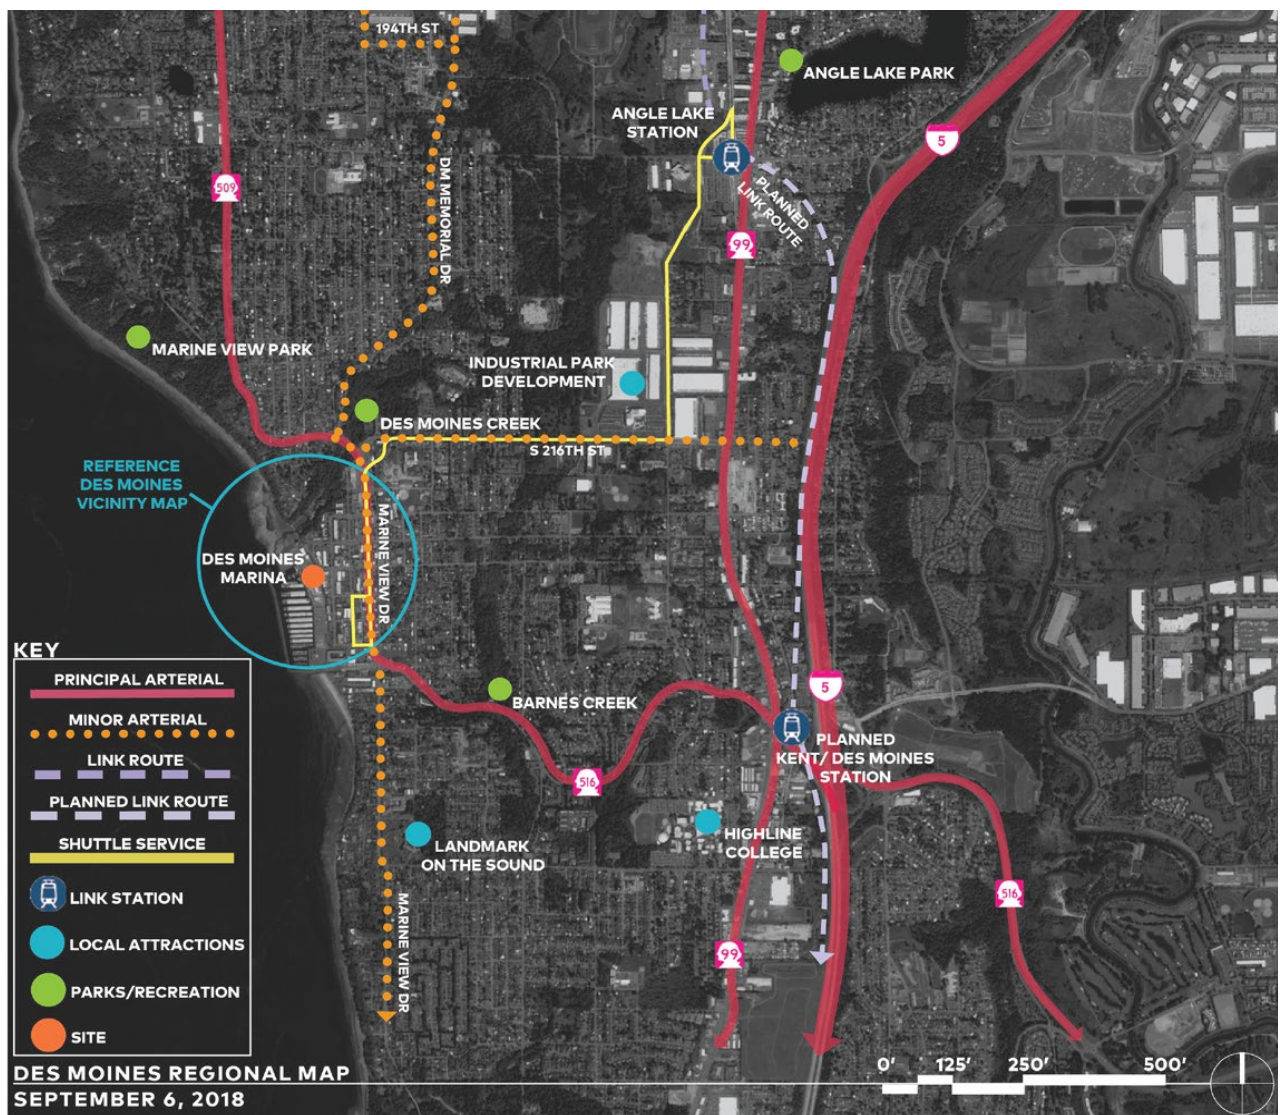 194TH ST
ANGLE LAKE PARK
ANGLE LAKE
STATION
5
DM MEMORIAL DR
509
PLANNED
LINK ROUTE
99
MARINE VIEW PARK
INDUSTRIAL PARK
DEVELOPMENT
DES MOINES CREEK
S 216TH ST
REFERENCE
DES MOINES
VICINITY MAP
MARINE VIEW DR
DES MOINES
MARINA
KEY
PRINCIPAL ARTERIAL
MINOR ARTERIAL
LINK ROUTE
PLANNED LINK ROUTE
SHUTTLE SERVICE
LINK STATION
LOCAL ATTRACTIONS
PARKS/RECREATION
SITE
5
BARNES CREEK
PLANNED
KENT/ DES MOINES
STATION
516
HIGHLINE
COLLEGE
LANDMARK
ON THE SOUND
516
MARINE VIEW DR
99
DES MOINES REGIONAL MAP
SEPTEMBER 6, 2018
0' 125' 250' 500'